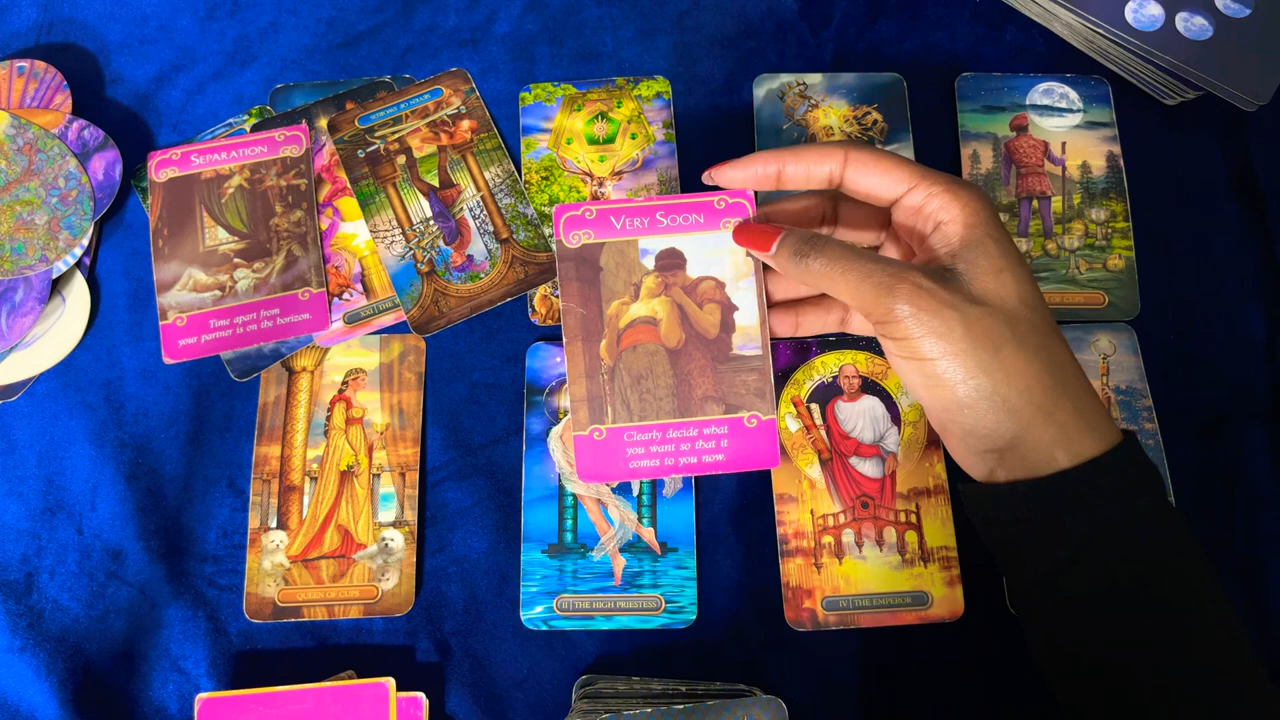 SEVEN OF SWORDS
SEPARATION
Time apart from
your partner is on the horizon.
XXI | THE
VERY SOON
Clearly decide what
you want so that it
comes to you now.
OF CUPS
QUEEN OF CUPS
II | THE HIGH PRIESTESS
IV | THE EMPEROR